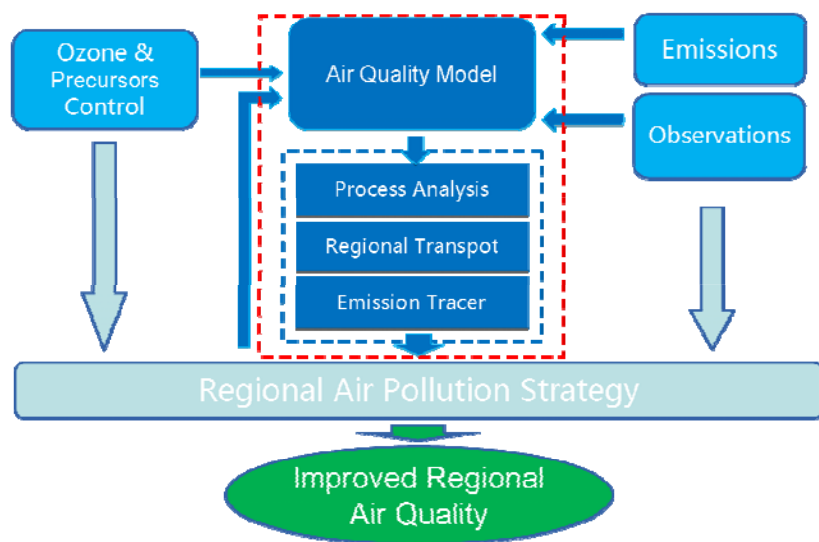 Ozone &
Precursors
Control
Air Quality Model
Emissions
Observations
Process Analysis
Regional Transpot
Emission Tracer
Regional Air Pollution Strategy
Improved Regional
Air Quality